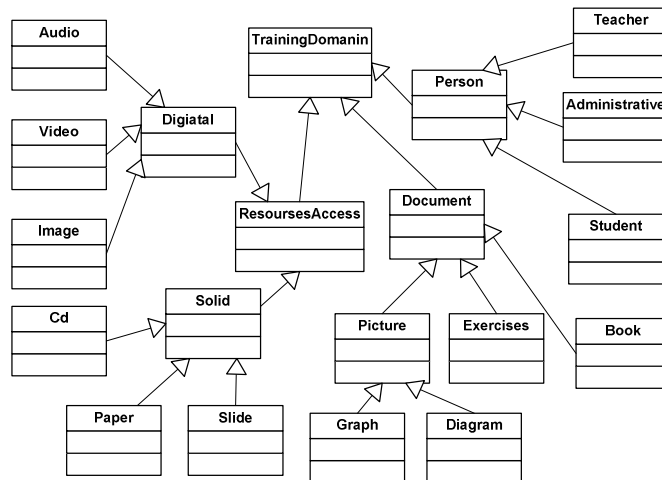 Audio
TrainingDomanin
Teacher
Person
Administrative
Video
Digiatal
Document
Image
ResoursesAccess
Student
Solid
Cd
Picture
Exercises
Book
Paper
Slide
Graph
Diagram